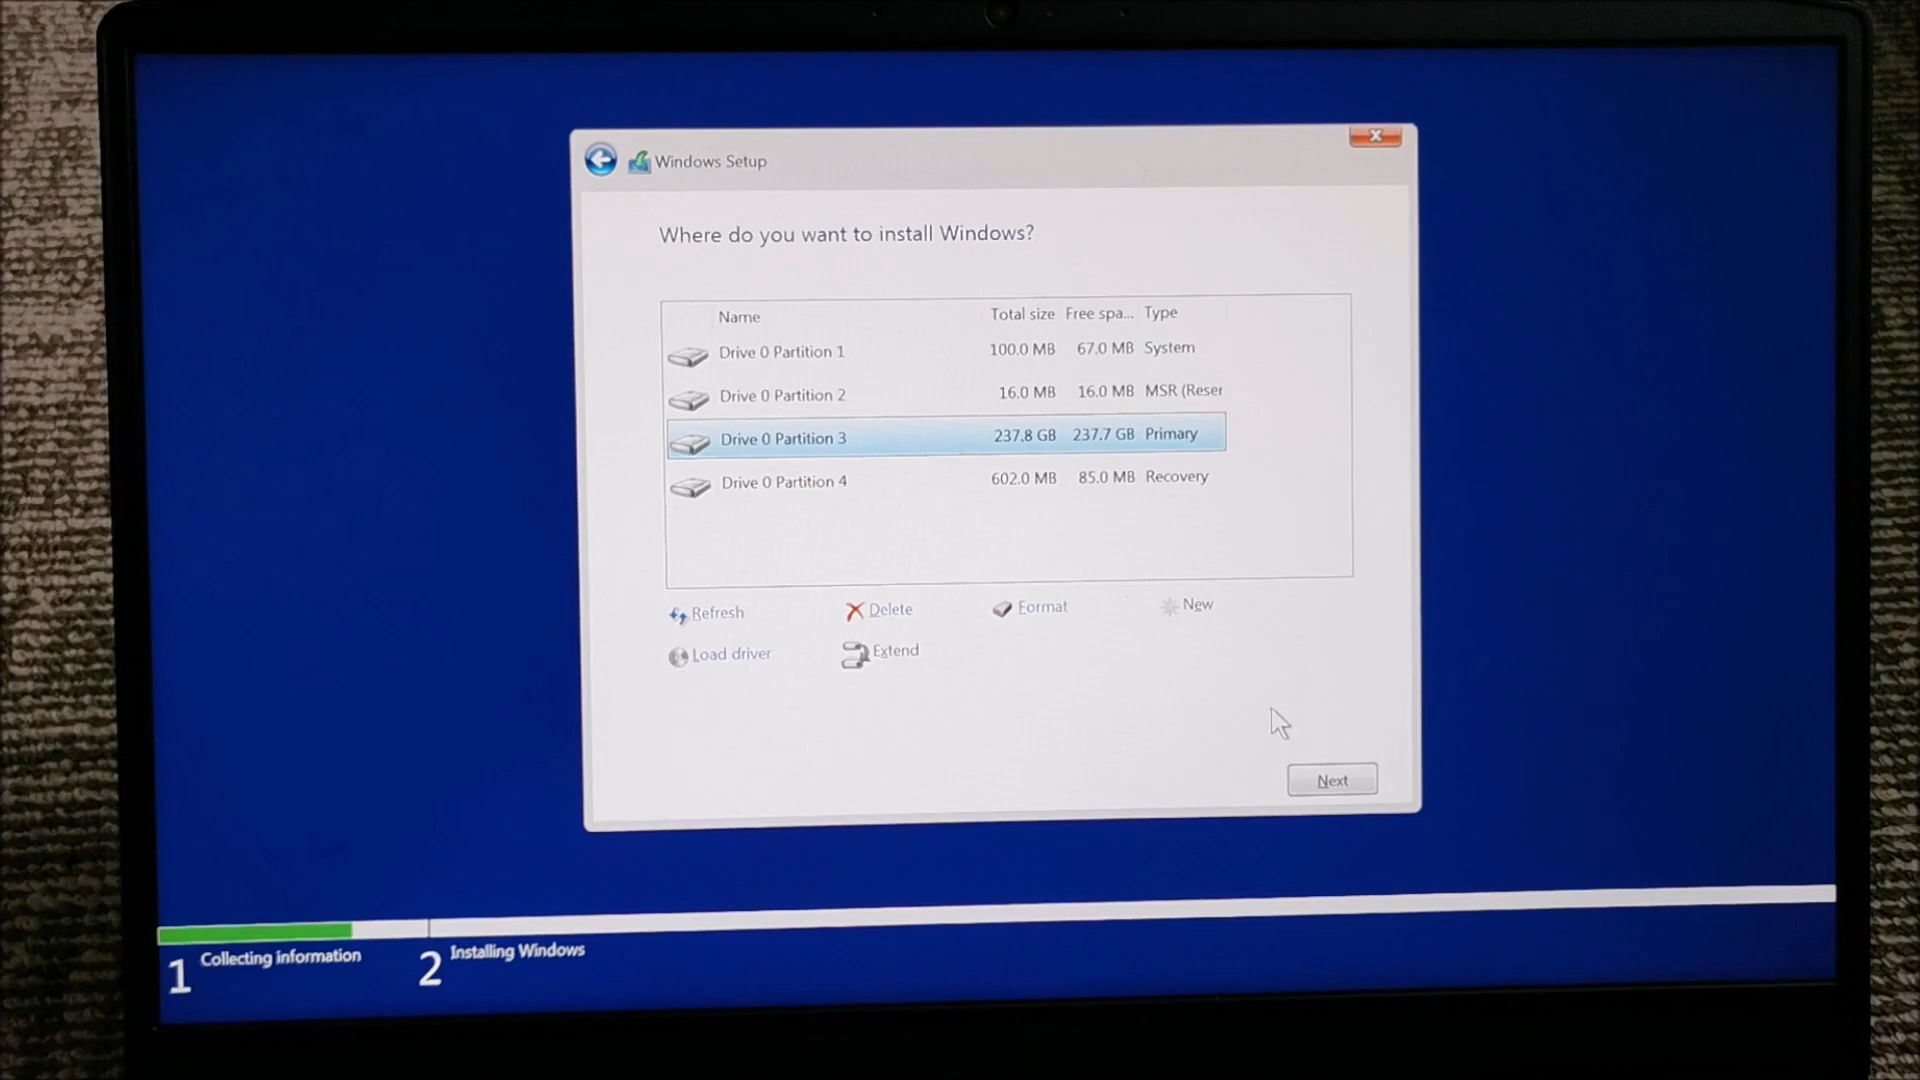 Windows Setup
Where do you want to install Windows?
Name Total size Free spa... Type
Drive 0 Partition 1 100.0 MB 67.0 MB System
Drive 0 Partition 2 16.0 MB 16.0 MB MSR (Reser
Drive 0 Partition 3 237.8 GB 237.7 GB Primary
Drive 0 Partition 4 602.0 MB 85.0 MB Recovery
Refresh Delete Format New
Load driver Extend
Next
1 Collecting information 2 Installing Windows